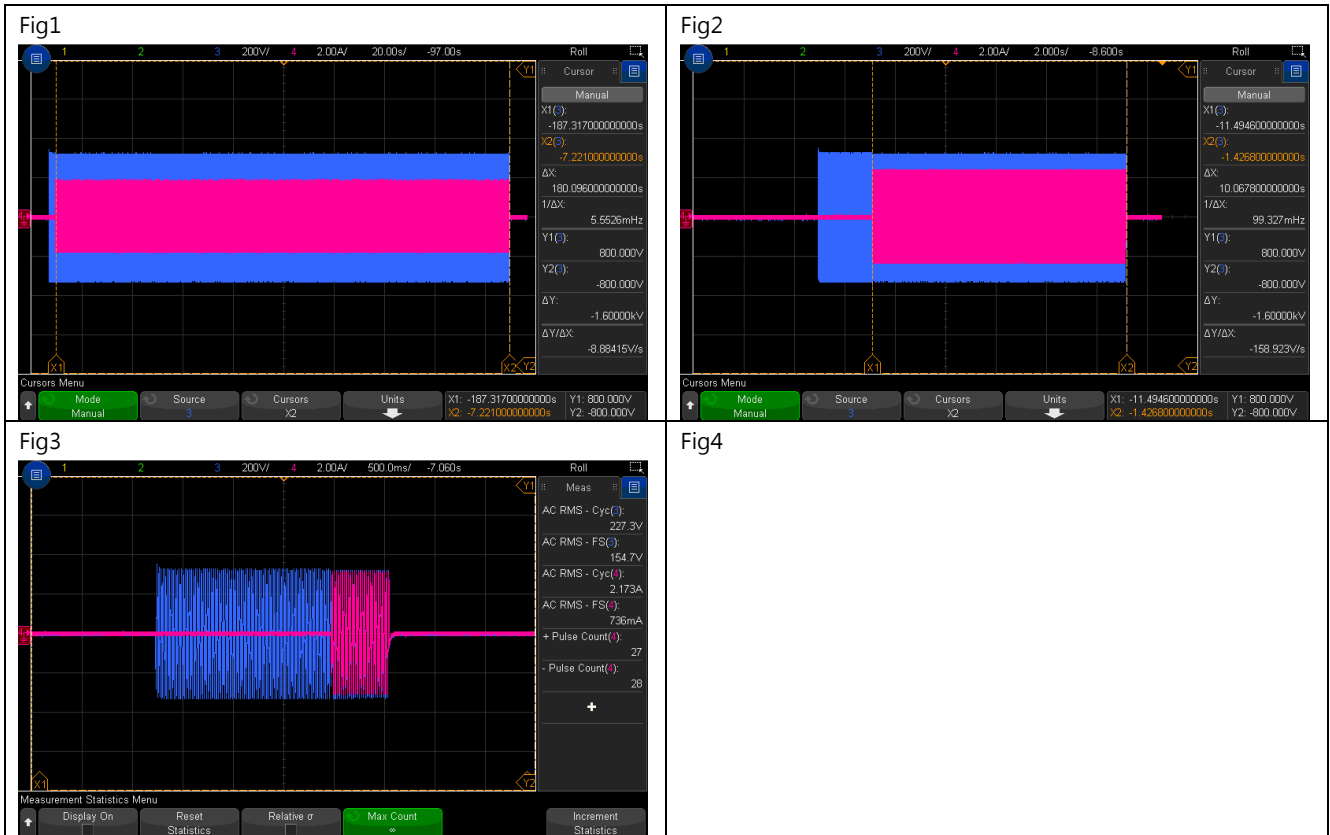 Fig1
1 2 3 200V/ 4 2.00A/ 20.00s/ -97.00s Roll
Y1
Cursor
Manual
X1(3):
-187.317000000000s
X2(3):
-7.221000000000s
ΔX:
180.096000000000s
1/ΔX:
5.5526mHz
Y1(3):
800.000V
Y2(3):
-800.000V
ΔY:
-1.60000kV
ΔY/ΔX:
-8.88415V/s
X1 X2 Y2
Cursors Menu
Mode Source Cursors Units X1: -187.317000000000s Y1: 800.000V
Manual 3 X2 X2: -7.221000000000s Y2: -800.000V
Fig2
1 2 3 200V/ 4 2.00A/ 2.000s/ -8.600s Roll
Y1
Cursor
Manual
X1(3):
-11.494600000000s
X2(3):
-1.426800000000s
ΔX:
10.067800000000s
1/ΔX:
99.327mHz
Y1(3):
800.000V
Y2(3):
-800.000V
ΔY:
-1.60000kV
ΔY/ΔX:
-158.923V/s
X1 X2 Y2
Cursors Menu
Mode Source Cursors Units X1: -11.494600000000s Y1: 800.000V
Manual 3 X2 X2: -1.426800000000s Y2: -800.000V
Fig3
1 2 3 200V/ 4 2.00A/ 500.0ms/ -7.060s Roll
Y1
Meas
AC RMS - Cyc(3):
227.3V
AC RMS - FS(3):
154.7V
AC RMS - Cyc(4):
2.173A
AC RMS - FS(4):
736mA
+ Pulse Count(4):
27
- Pulse Count(4):
28
X1 Y2
Measurement Statistics Menu
Display On Reset Relative σ Max Count Increment
Statistics ∞ Statistics
Fig4